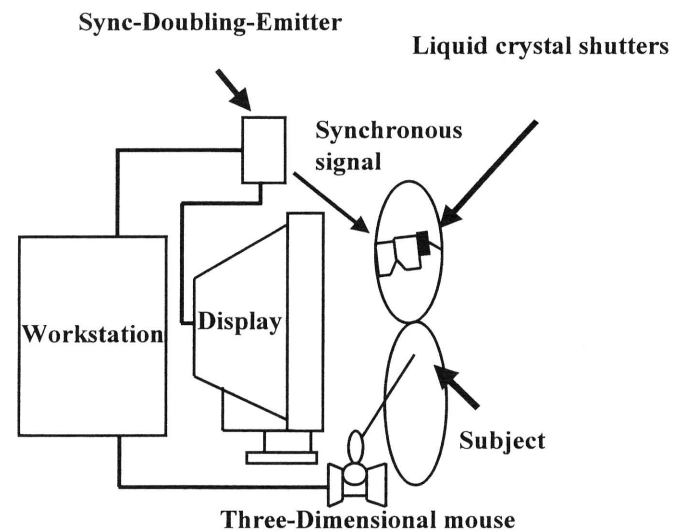 Sync-Doubling-Emitter
Liquid crystal shutters
Synchronous
signal
Workstation
Display
Subject
Three-Dimensional mouse